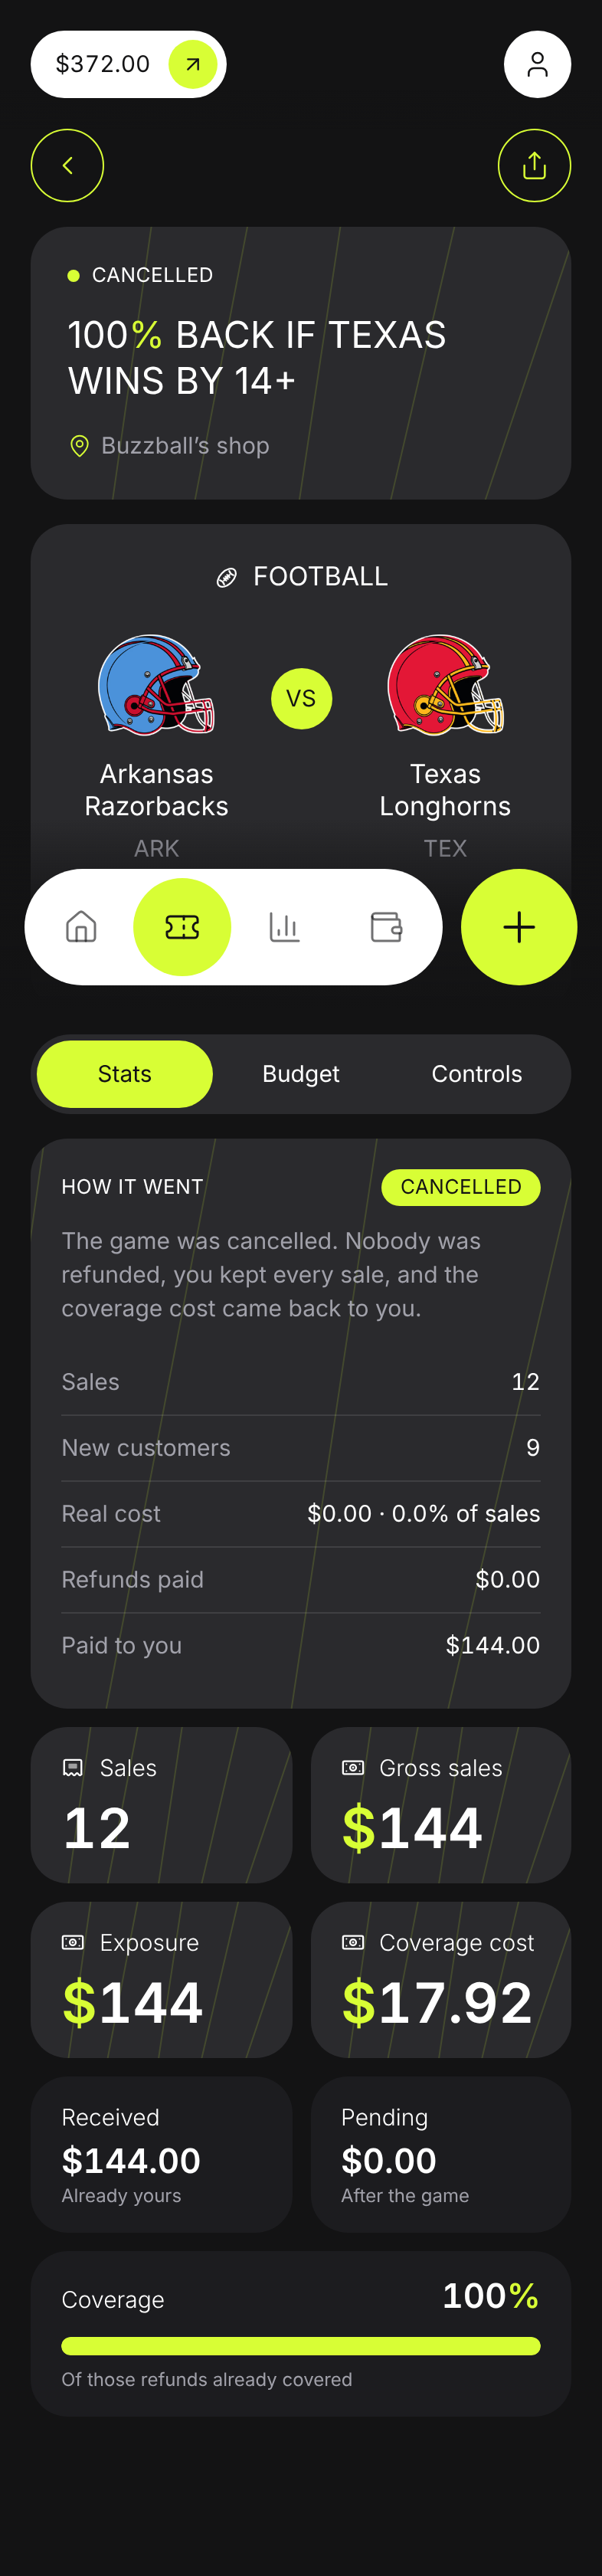 $372.00
CANCELLED
100% BACK IF TEXAS
WINS BY 14+
Buzzball’s shop
FOOTBALL
VS
Arkansas
Razorbacks
ARK
Texas
Longhorns
TEX
Stats
Budget
Controls
HOW IT WENT
CANCELLED
The game was cancelled. Nobody was
refunded, you kept every sale, and the
coverage cost came back to you.
Sales 12
New customers 9
Real cost $0.00 · 0.0% of sales
Refunds paid $0.00
Paid to you $144.00
Sales
12
Gross sales
$144
Exposure
$144
Coverage cost
$17.92
Received
$144.00
Already yours
Pending
$0.00
After the game
Coverage 100%
Of those refunds already covered